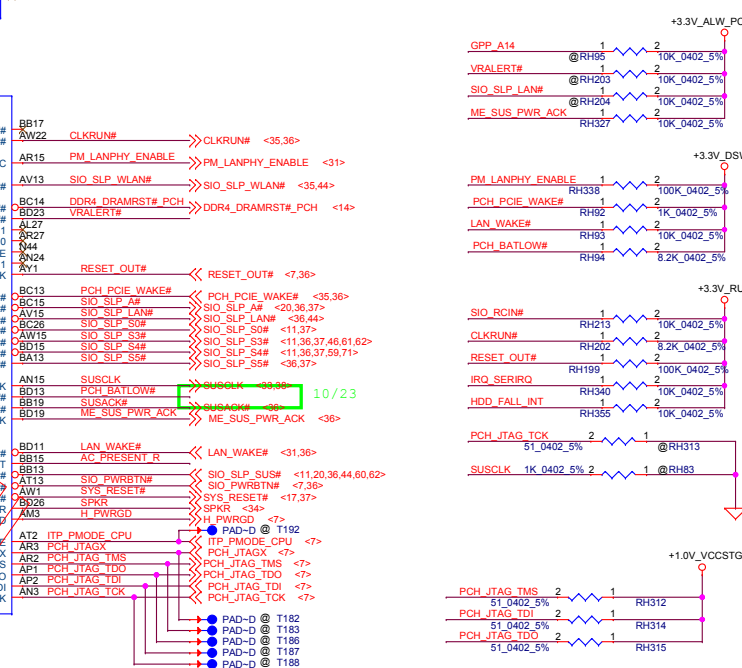 BB17
AW22 CLKRUN# CLKRUN# <35,36>
AR15 PM_LANPHY_ENABLE PM_LANPHY_ENABLE <31>
AV13 SIO_SLP_WLAN# SIO_SLP_WLAN# <35,44>
BC14 DDR4_DRAMRST#_PCH DDR4_DRAMRST#_PCH <14>
BD23 VRALERT#
AL27
AR27
N44
AN24
AY1 RESET_OUT# RESET_OUT# <7,36>
BC13 PCH_PCIE_WAKE# PCH_PCIE_WAKE# <35,36>
BC15 SIO_SLP_A# SIO_SLP_A# <20,36,37>
AV15 SIO_SLP_LAN# SIO_SLP_LAN# <36,44>
BC26 SIO_SLP_S0# SIO_SLP_S0# <11,37>
AW15 SIO_SLP_S3# SIO_SLP_S3# <11,36,37,46,61,62>
BD15 SIO_SLP_S4# SIO_SLP_S4# <11,36,37,59,71>
BA13 SIO_SLP_S5# SIO_SLP_S5# <36,37>
AN15 SUSCLK SUSCLK <33,38>
BD13 PCH_BATLOW# 10/23
BB19 SUSACK# SUSACK# <36>
BD19 ME_SUS_PWR_ACK ME_SUS_PWR_ACK <36>
BD11 LAN_WAKE# LAN_WAKE# <31,36>
BB15 AC_PRESENT_R
BB13 SIO_SLP_SUS# <11,20,36,44,60,62>
AT13 SIO_PWRBTN# SIO_PWRBTN# <7,36>
AW1 SYS_RESET# SYS_RESET# <17,37>
BD26 SPKR SPKR <34>
AM3 H_PWRGD H_PWRGD <7>
PAD~D @ T192
AT2 ITP_PMODE_CPU ITP_PMODE_CPU <7>
AR3 PCH_JTAGX PCH_JTAGX <7>
AR2 PCH_JTAG_TMS PCH_JTAG_TMS <7>
AP1 PCH_JTAG_TDO PCH_JTAG_TDO <7>
AP2 PCH_JTAG_TDI PCH_JTAG_TDI <7>
AN3 PCH_JTAG_TCK PCH_JTAG_TCK <7>
PAD~D @ T182
PAD~D @ T183
PAD~D @ T186
PAD~D @ T187
PAD~D @ T188
+3.3V_ALW_PC
GPP_A14 1 2
@RH95 10K_0402_5%
VRALERT# 1 2
@RH203 10K_0402_5%
SIO_SLP_LAN# 1 2
@RH204 10K_0402_5%
ME_SUS_PWR_ACK 1 2
RH327 10K_0402_5%
+3.3V_DSW
PM_LANPHY_ENABLE 1 2
RH338 100K_0402_5%
PCH_PCIE_WAKE# 1 2
RH92 1K_0402_5%
LAN_WAKE# 1 2
RH93 10K_0402_5%
PCH_BATLOW# 1 2
RH94 8.2K_0402_5%
+3.3V_RU
SIO_RCIN# 1 2
RH213 10K_0402_5%
CLKRUN# 1 2
RH202 8.2K_0402_5%
RESET_OUT# 1 2
RH199 100K_0402_5%
IRQ_SERIRQ 1 2
RH340 10K_0402_5%
HDD_FALL_INT 1 2
RH355 10K_0402_5%
PCH_JTAG_TCK 2 1
51_0402_5% @RH313
SUSCLK 1K_0402_5% 2 1 @RH83
+1.0V_VCCSTG
PCH_JTAG_TMS 2 1
51_0402_5% RH312
PCH_JTAG_TDI 2 1
51_0402_5% RH314
PCH_JTAG_TDO 2 1
51_0402_5% RH315